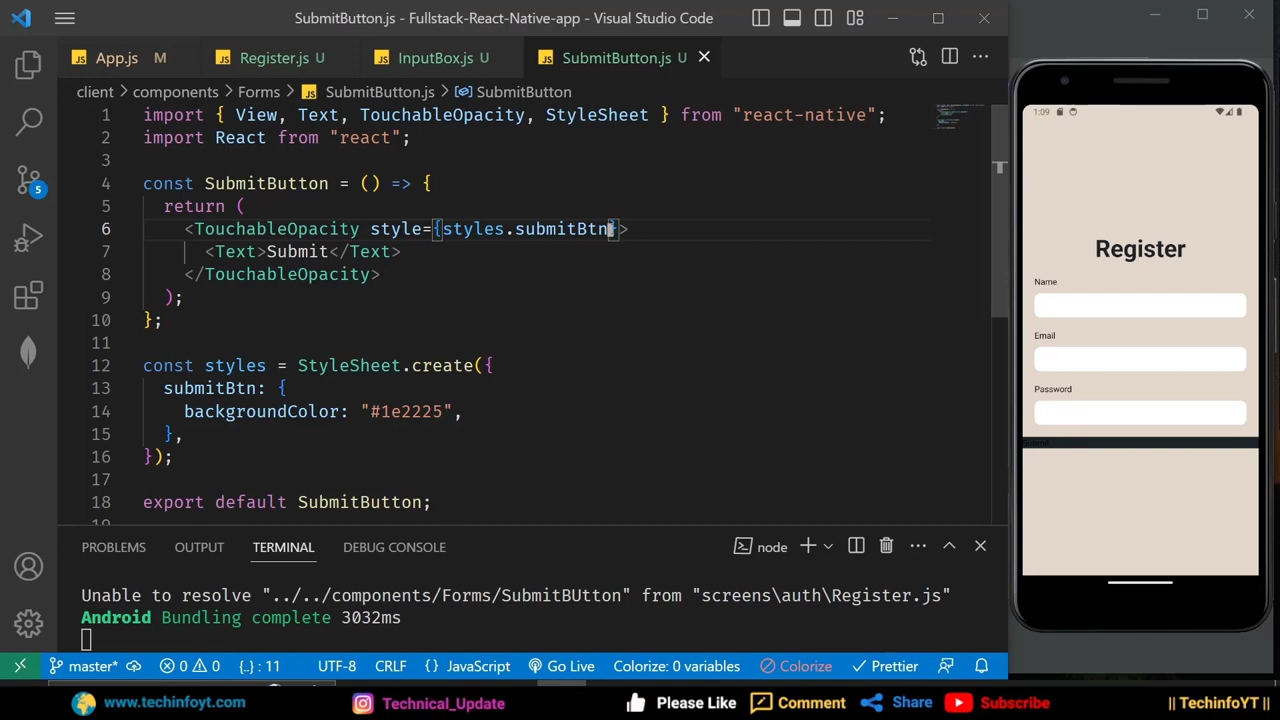 SubmitButton.js - Fullstack-React-Native-app - Visual Studio Code
App.js M
Register.js U
InputBox.js U
SubmitButton.js U
client > components > Forms > JS SubmitButton.js > SubmitButton
1 import { View, Text, TouchableOpacity, StyleSheet } from "react-native";
2 import React from "react";
3
4 const SubmitButton = () => {
5 return (
6 <TouchableOpacity style={styles.submitBtn}>
7 <Text>Submit</Text>
8 </TouchableOpacity>
9 );
10 };
11
12 const styles = StyleSheet.create({
13 submitBtn: {
14 backgroundColor: "#1e2225",
15 },
16 });
17
18 export default SubmitButton;
19
5
PROBLEMS OUTPUT TERMINAL DEBUG CONSOLE
node
Unable to resolve "../../components/Forms/SubmitBUtton" from "screens\auth\Register.js"
Android Bundling complete 3032ms
master* 0 0 {..} : 11 UTF-8 CRLF {} JavaScript Go Live Colorize: 0 variables Colorize Prettier
1:09
Register
Name
Email
Password
Submit
www.techinfoyt.com Technical_Update Please Like Comment Share Subscribe || TechinfoYT ||